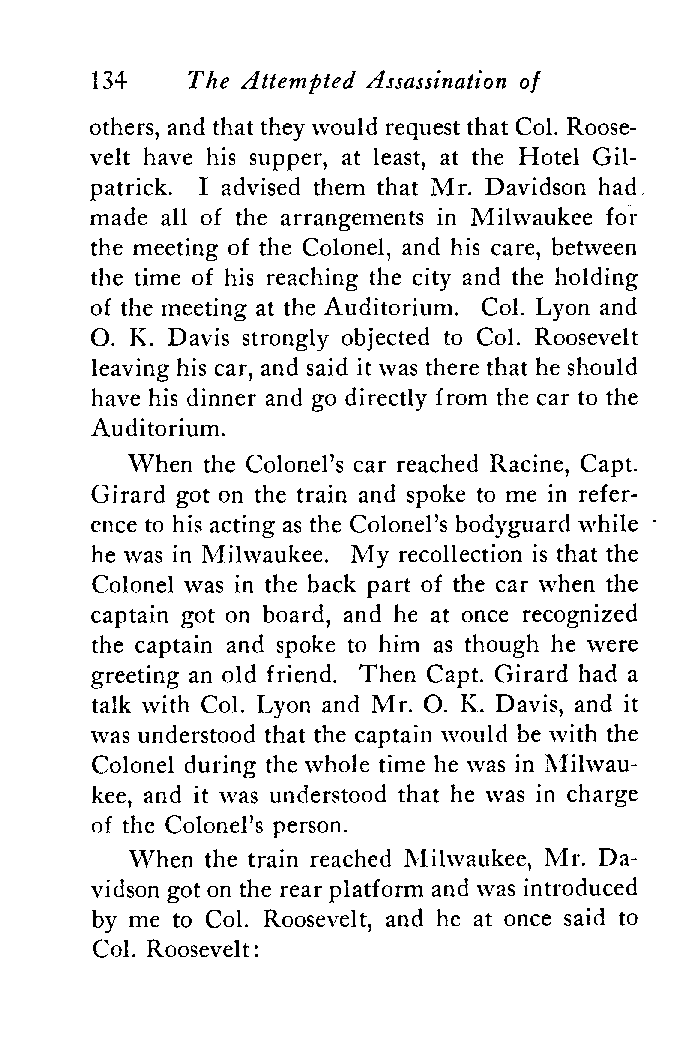 134 The Attempted Assassination of
others, and that they would request that Col. Roose-
velt have his supper, at least, at the Hotel Gil-
patrick. I advised them that Mr. Davidson had
made all of the arrangements in Milwaukee for
the meeting of the Colonel, and his care, between
the time of his reaching the city and the holding
of the meeting at the Auditorium. Col. Lyon and
O. K. Davis strongly objected to Col. Roosevelt
leaving his car, and said it was there that he should
have his dinner and go directly from the car to the
Auditorium.
When the Colonel's car reached Racine, Capt.
Girard got on the train and spoke to me in refer-
ence to his acting as the Colonel's bodyguard while
he was in Milwaukee. My recollection is that the
Colonel was in the back part of the car when the
captain got on board, and he at once recognized
the captain and spoke to him as though he were
greeting an old friend. Then Capt. Girard had a
talk with Col. Lyon and Mr. O. K. Davis, and it
was understood that the captain would be with the
Colonel during the whole time he was in Milwau-
kee, and it was understood that he was in charge
of the Colonel's person.
When the train reached Milwaukee, Mr. Da-
vidson got on the rear platform and was introduced
by me to Col. Roosevelt, and he at once said to
Col. Roosevelt: